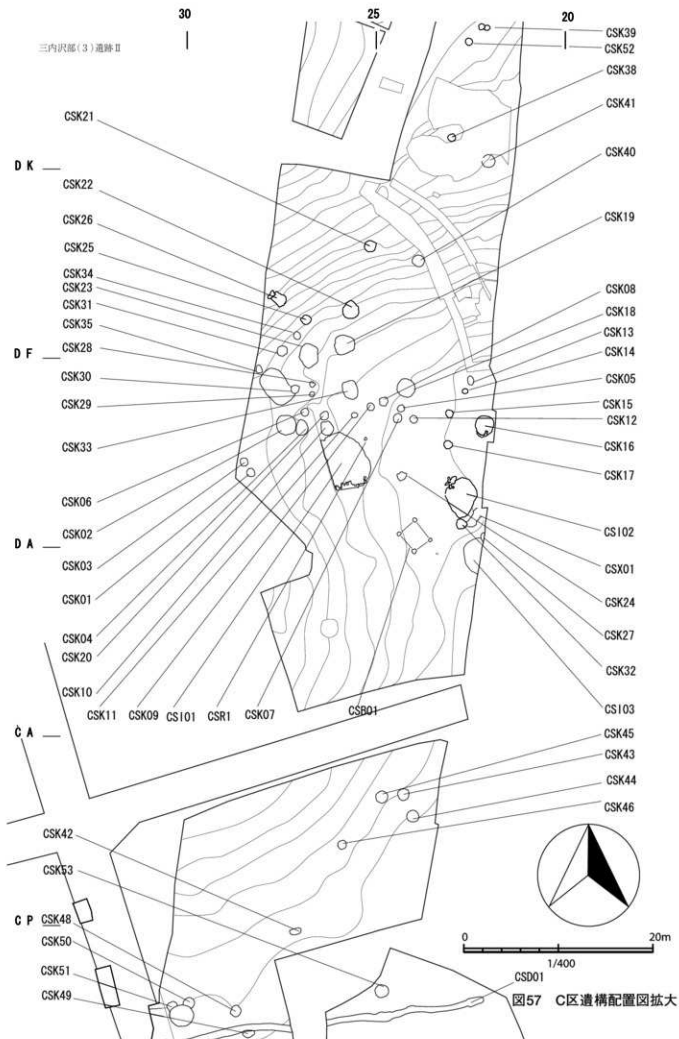 30
25
20
三内沢部(3)遺跡Ⅱ
CSK39
CSK52
CSK38
CSK41
CSK40
CSK19
CSK08
CSK18
CSK13
CSK14
CSK05
CSK15
CSK12
CSK16
CSK17
CSI02
CSX01
CSK24
CSK27
CSK32
CSI03
CSK21
DK
CSK22
CSK26
CSK25
CSK34
CSK23
CSK31
CSK35
DF
CSK28
CSK30
CSK29
CSK33
CSK06
CSK02
DA
CSK03
CSK01
CSK04
CSK20
CSK10
CSK11
CSK09
CSI01
CSR1
CSK07
CSB01
CA
CSK45
CSK43
CSK44
CSK46
CSK42
CSK53
CP
CSK48
CSK50
CSK51
CSK49
0
20m
1/400
CSD01
図57 C区遺構配置図拡大